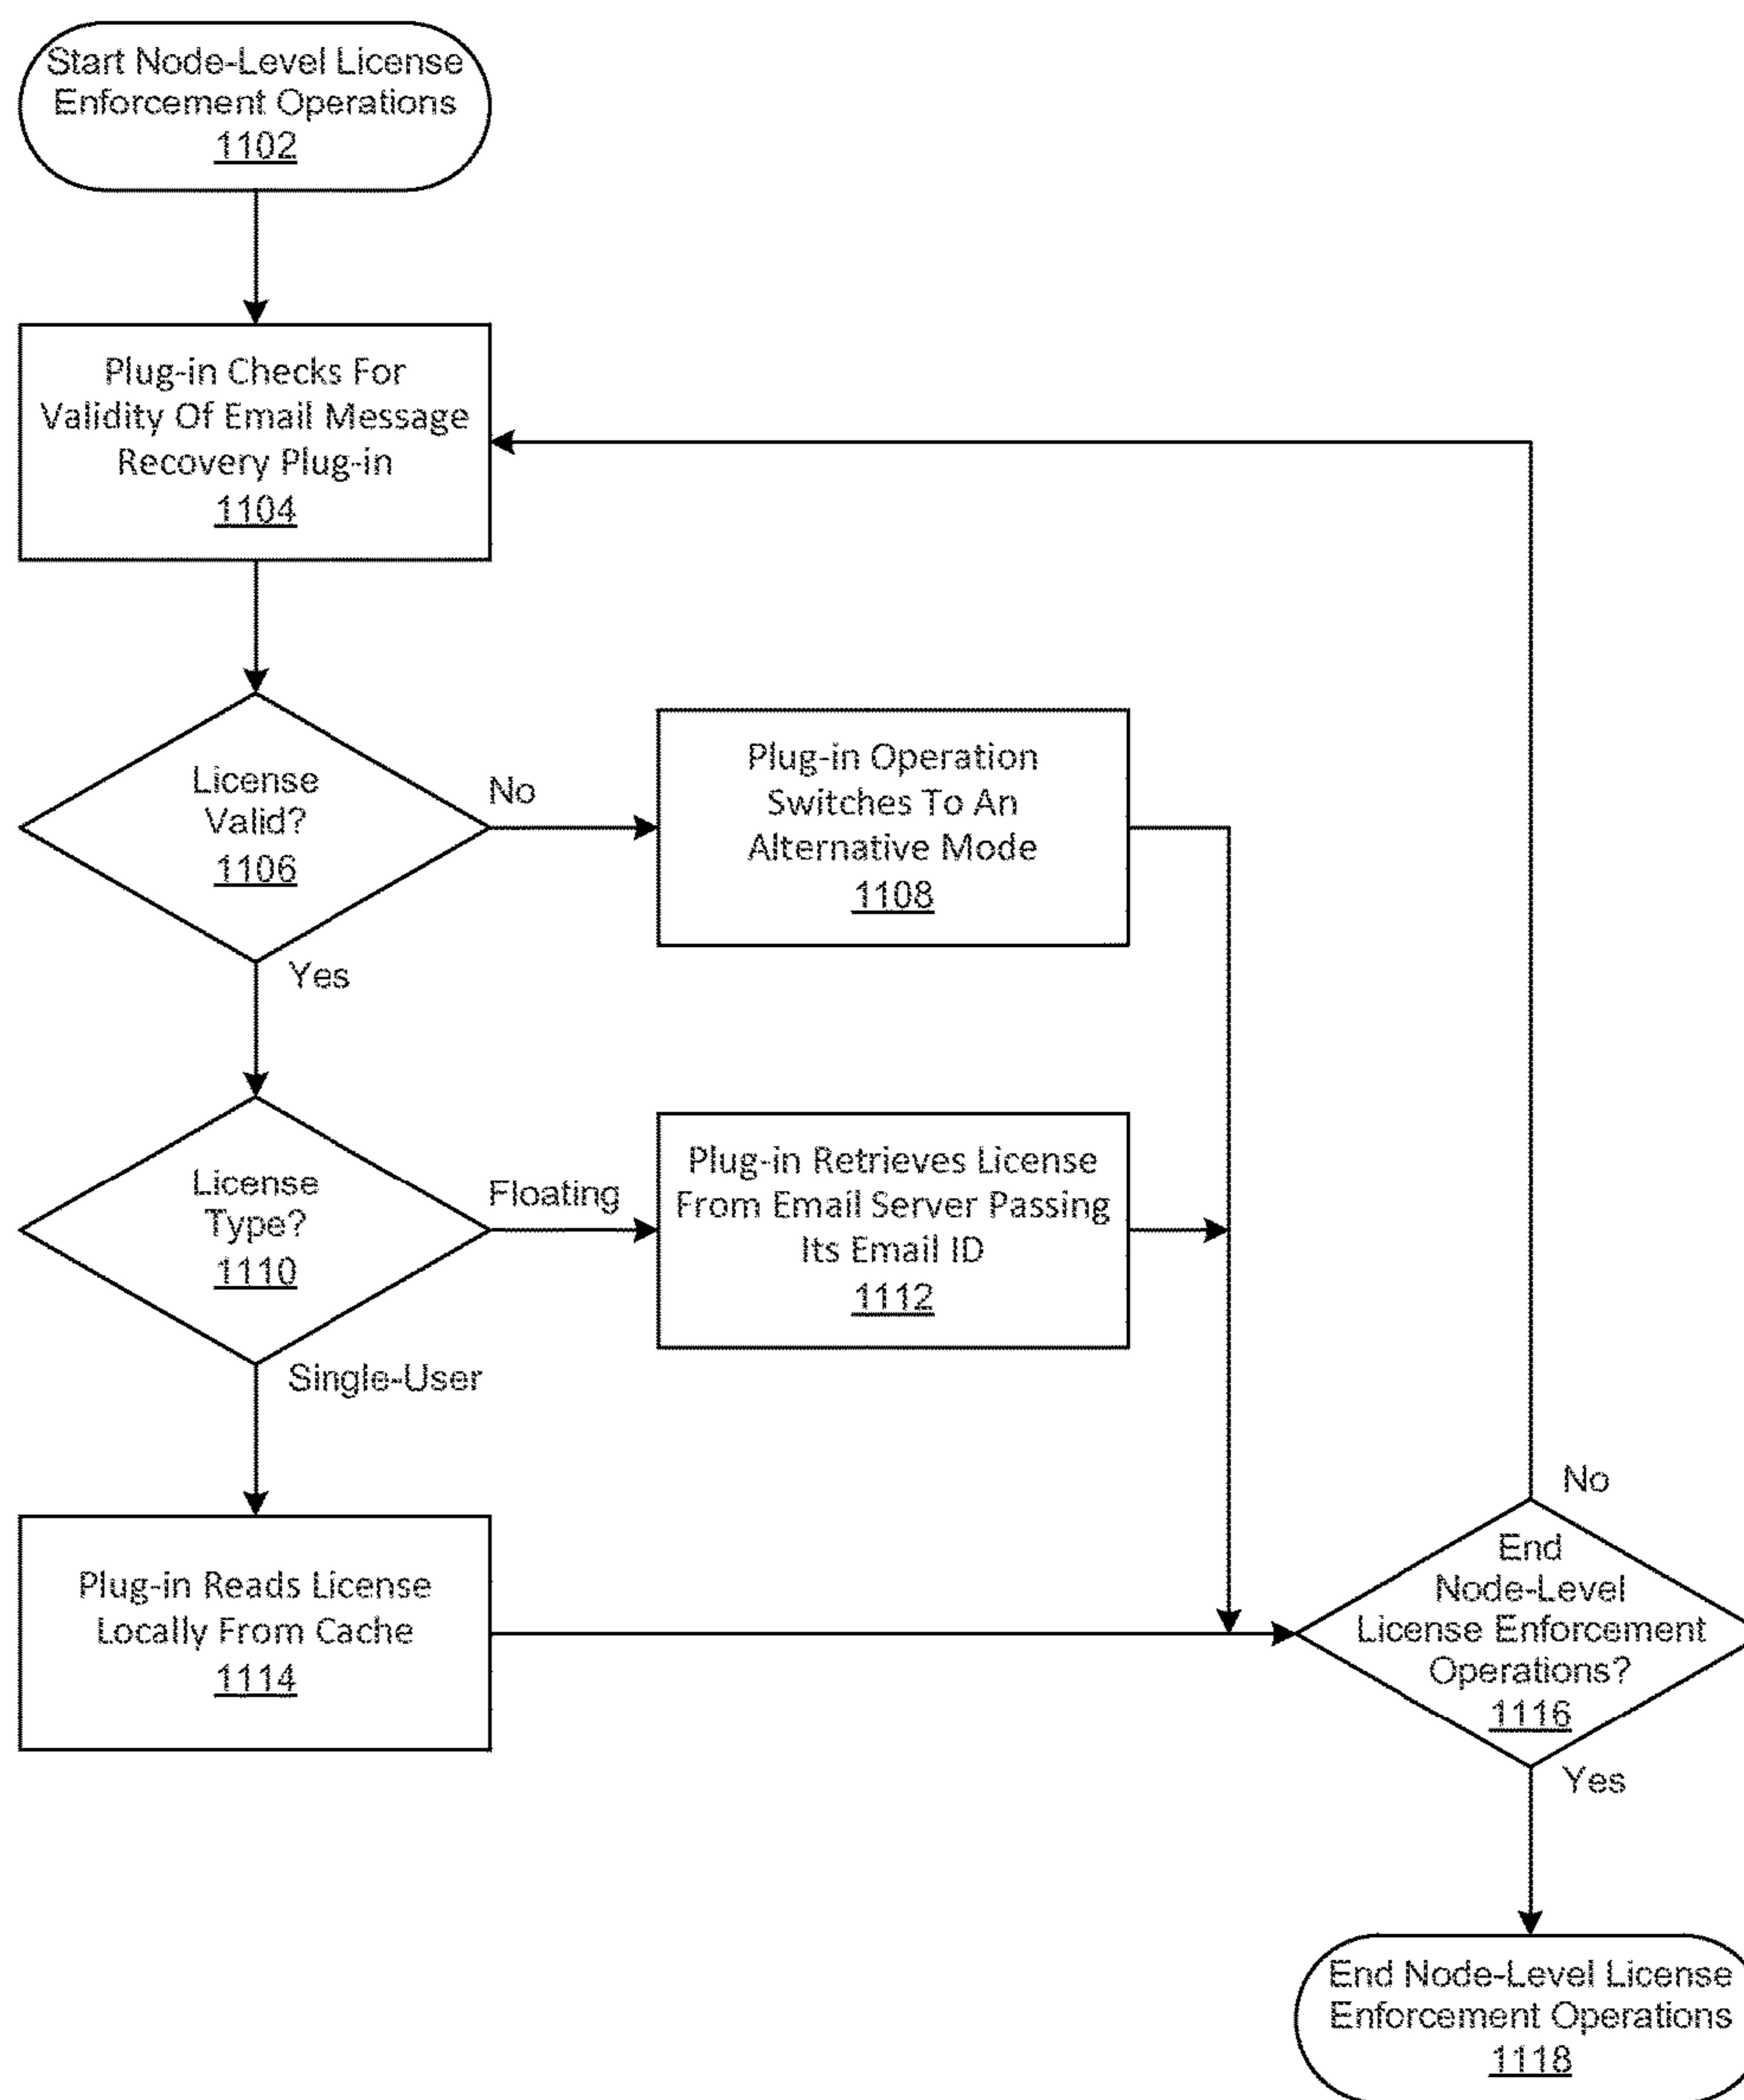 Start Node-Level License
Enforcement Operations
1102
Plug-in Checks For
Validity Of Email Message
Recovery Plug-in
1104
License
Valid?
1106
No
Plug-in Operation
Switches To An
Alternative Mode
1108
Yes
License
Type?
1110
Floating
Plug-in Retrieves License
From Email Server Passing
Its Email ID
1112
Single-User
Plug-in Reads License
Locally From Cache
1114
No
End
Node-Level
License Enforcement
Operations?
1116
Yes
End Node-Level License
Enforcement Operations
1118